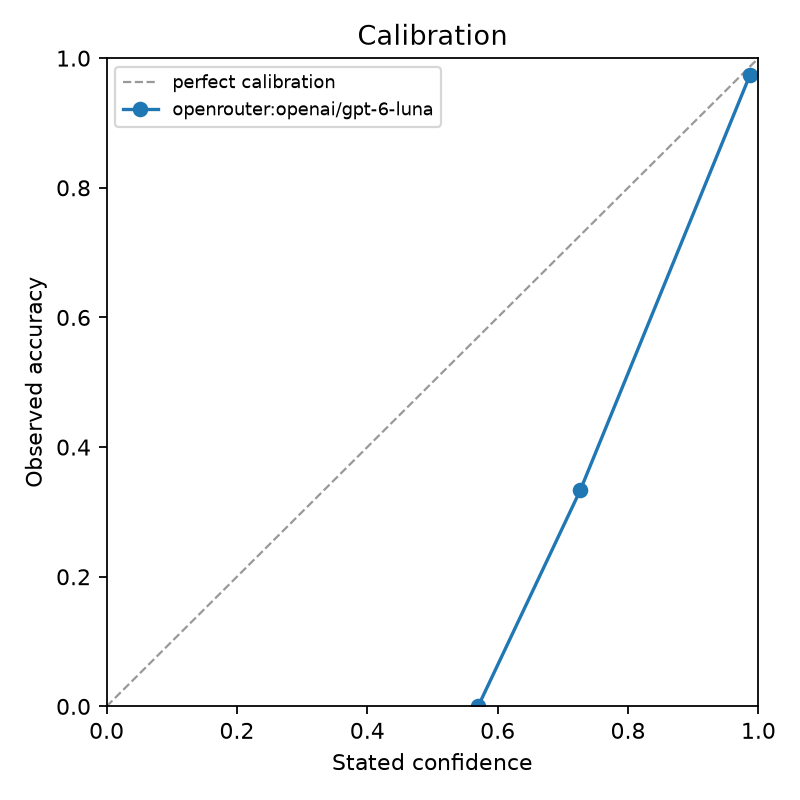 Calibration
perfect calibration
openrouter:openai/gpt-6-luna
1.0
0.8
0.6
0.4
0.2
0.0
Observed accuracy
0.0 0.2 0.4 0.6 0.8 1.0
Stated confidence